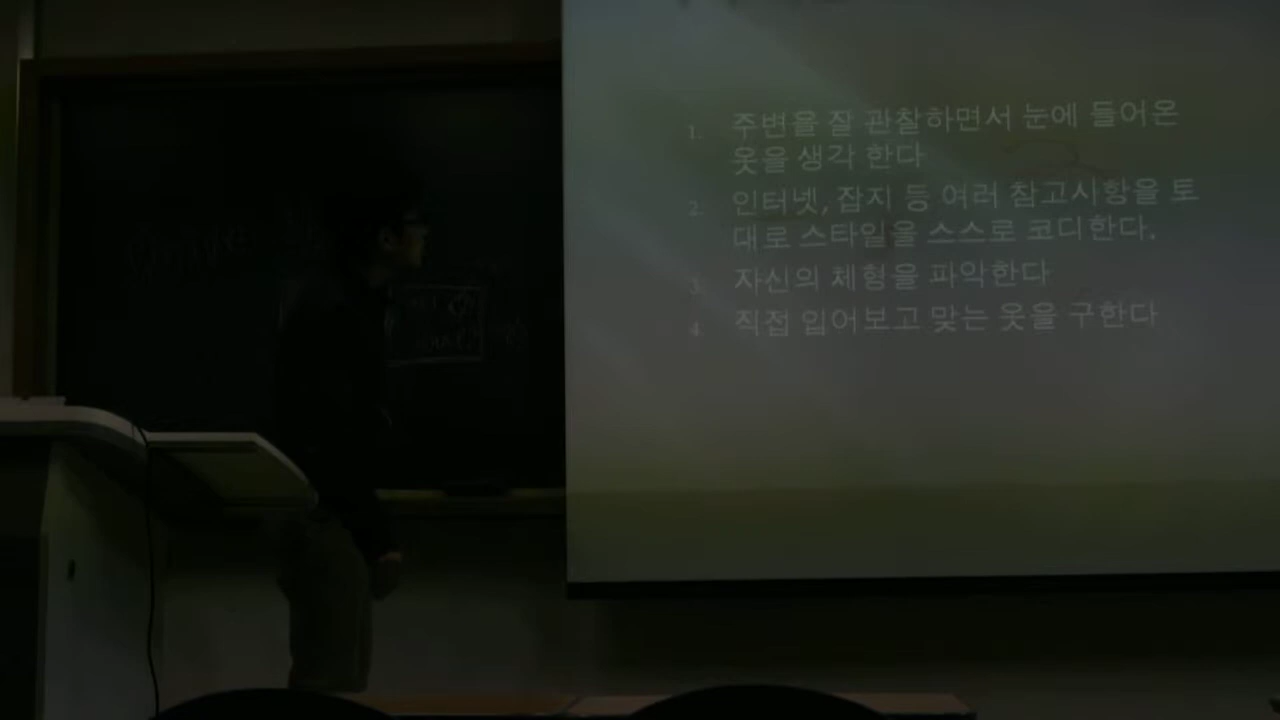 1. 주변을 잘 관찰하면서 눈에 들어온
옷을 생각 한다
2. 인터넷, 잡지 등 여러 참고사항을 토
대로 스타일을 스스로 코디한다.
3. 자신의 체형을 파악한다
4. 직접 입어보고 맞는 옷을 구한다